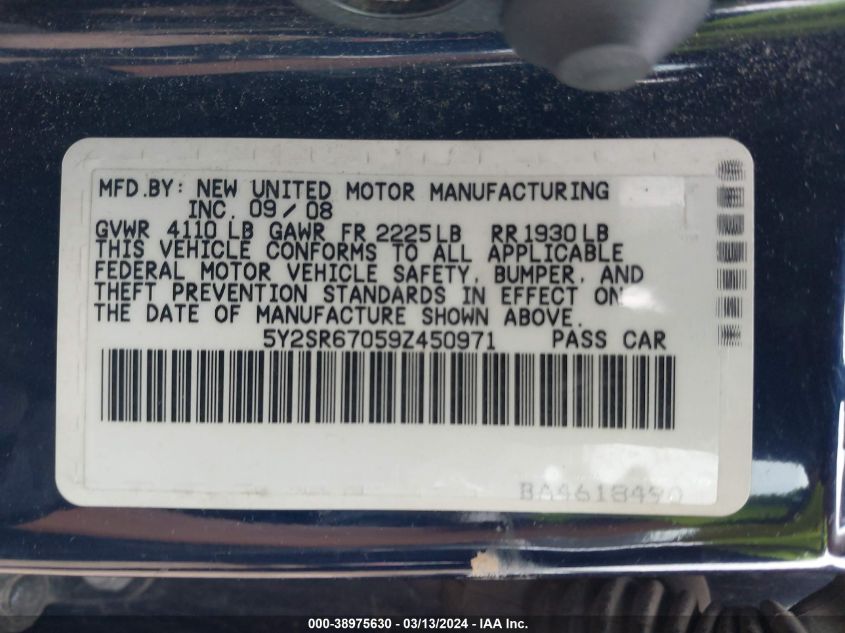 MFD.BY: NEW UNITED MOTOR MANUFACTURING
INC. 09/08
GVWR 4110 LB GAWR FR 2225LB RR1930LB
THIS VEHICLE CONFORMS TO ALL APPLICABLE
FEDERAL MOTOR VEHICLE SAFETY, BUMPER, AND
THEFT PREVENTION STANDARDS IN EFFECT ON
THE DATE OF MANUFACTURE SHOWN ABOVE.
5Y2SR67059Z450971 PASS CAR
BA4618490
000-38975630 - 03/13/2024 - IAA Inc.